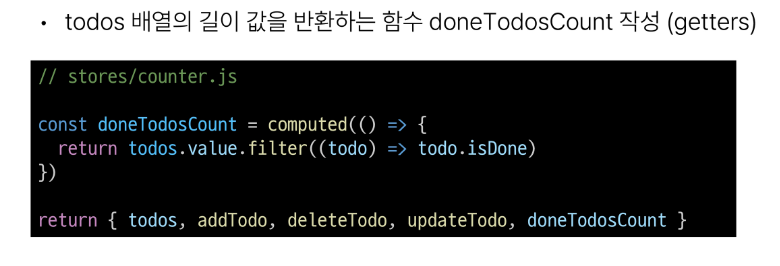 • todos 배열의 길이 값을 반환하는 함수 doneTodosCount 작성 (getters)
// stores/counter.js
const doneTodosCount = computed(() => {
  return todos.value.filter((todo) => todo.isDone)
})
return { todos, addTodo, deleteTodo, updateTodo, doneTodosCount }